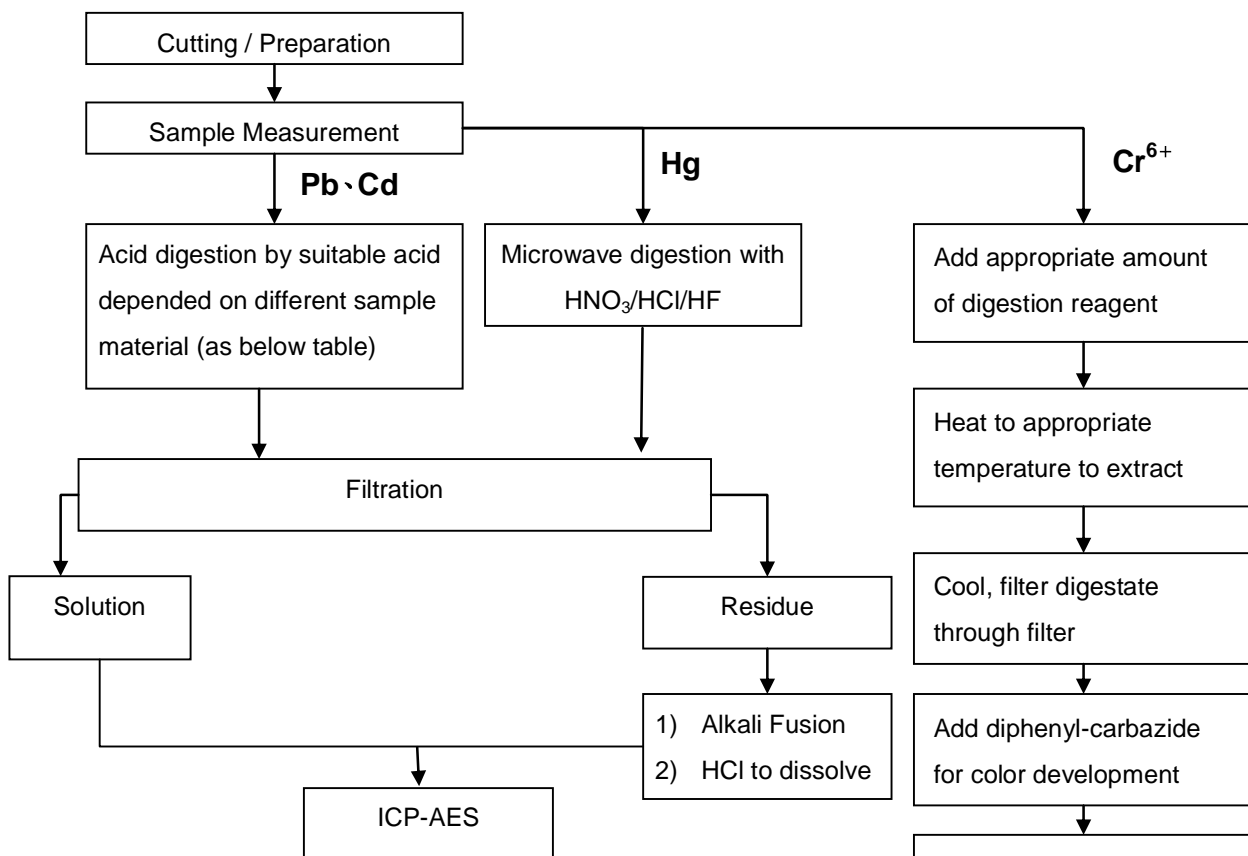 Cutting / Preparation
Sample Measurement
Pb、Cd
Hg
Cr⁶⁺
Acid digestion by suitable acid
depended on different sample
material (as below table)
Microwave digestion with
HNO₃/HCl/HF
Add appropriate amount
of digestion reagent
Heat to appropriate
temperature to extract
Filtration
Solution
Residue
Cool, filter digestate
through filter
1) Alkali Fusion
2) HCl to dissolve
Add diphenyl-carbazide
for color development
ICP-AES